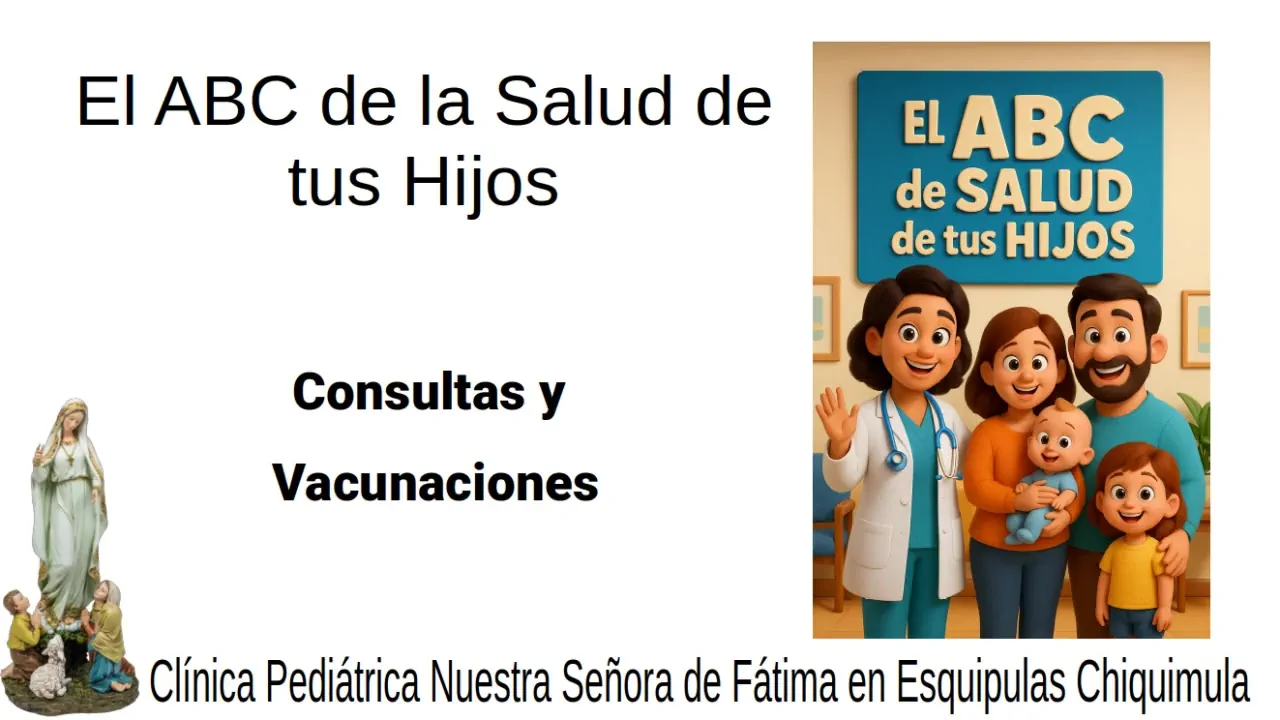 El ABC de la Salud de
tus Hijos
EL ABC
de SALUD
de tus HIJOS
Consultas y
Vacunaciones
Clínica Pediátrica Nuestra Señora de Fátima en Esquipulas Chiquimula